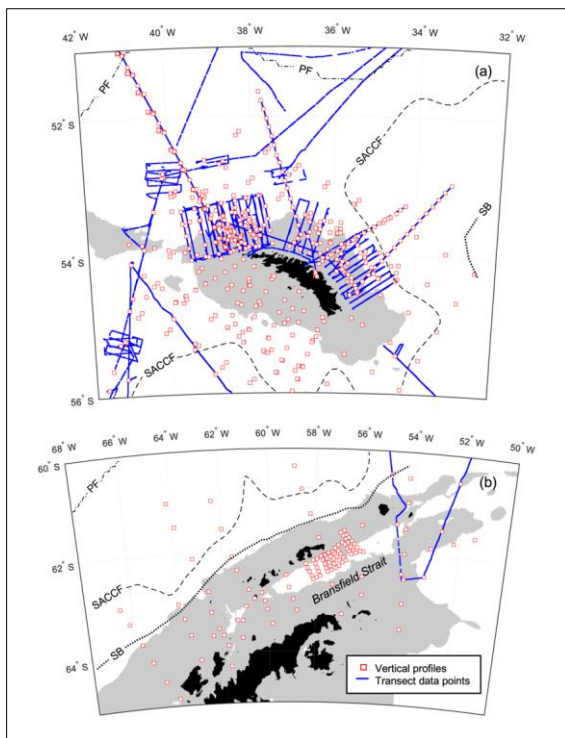 42° W 40° W 38° W 36° W 34° W 32° W
PF
PF
(a)
52° S
SACCF
SB
54° S
SACCF
56° S
68° W 66° W 64° W 62° W 60° W 58° W 56° W 54° W 52° W 50° W
60° S
PF
(b)
62° S
SACCF
Bransfield Strait
SB
64° S
Vertical profiles
Transect data points